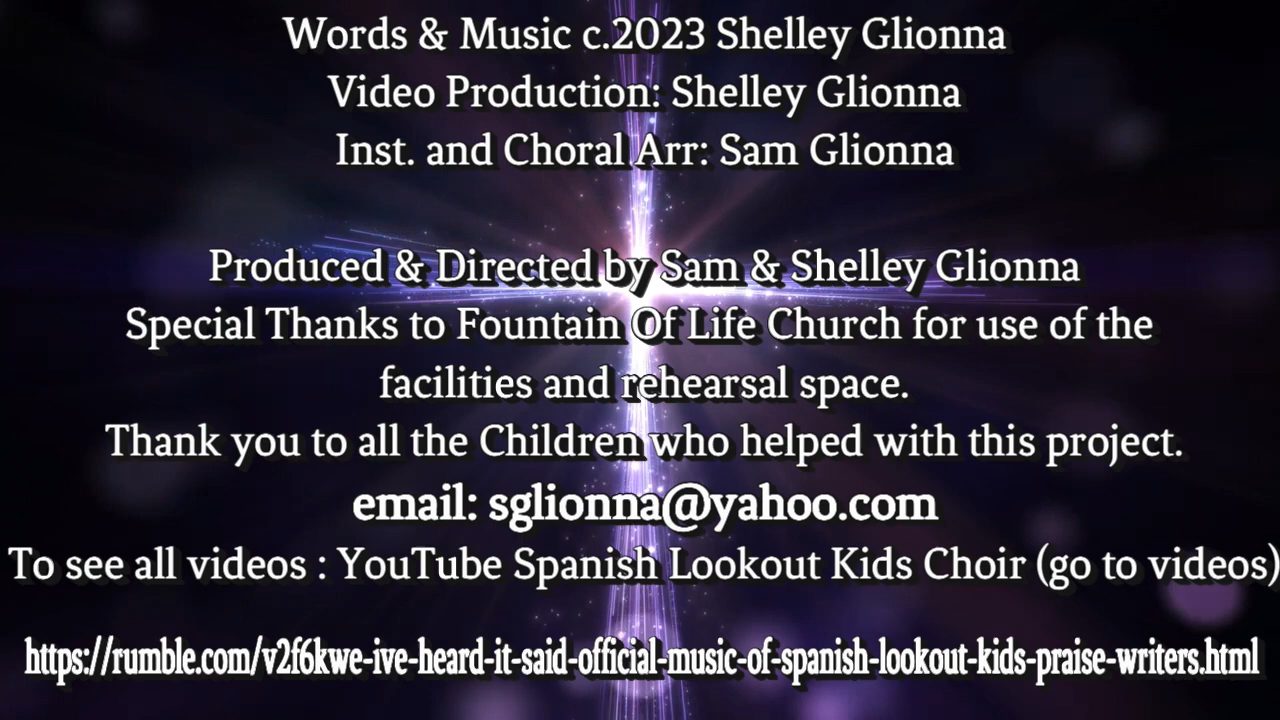 Words & Music c.2023 Shelley Glionna
Video Production: Shelley Glionna
Inst. and Choral Arr: Sam Glionna
Produced & Directed by Sam & Shelley Glionna
Special Thanks to Fountain Of Life Church for use of the
facilities and rehearsal space.
Thank you to all the Children who helped with this project.
email: sglionna@yahoo.com
To see all videos : YouTube Spanish Lookout Kids Choir (go to videos)
https://rumble.com/v2f6kwe-ive-heard-it-said-official-music-of-spanish-lookout-kids-praise-writers.html